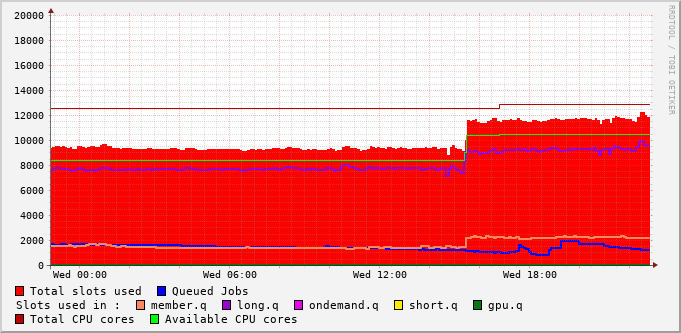 20000
18000
16000
14000
12000
10000
8000
6000
4000
2000
0
Wed 00:00 Wed 06:00 Wed 12:00 Wed 18:00
Total slots used Queued Jobs
Slots used in : member.q long.q ondemand.q short.q gpu.q
Total CPU cores Available CPU cores
RRDTOOL / TOBI OETIKER